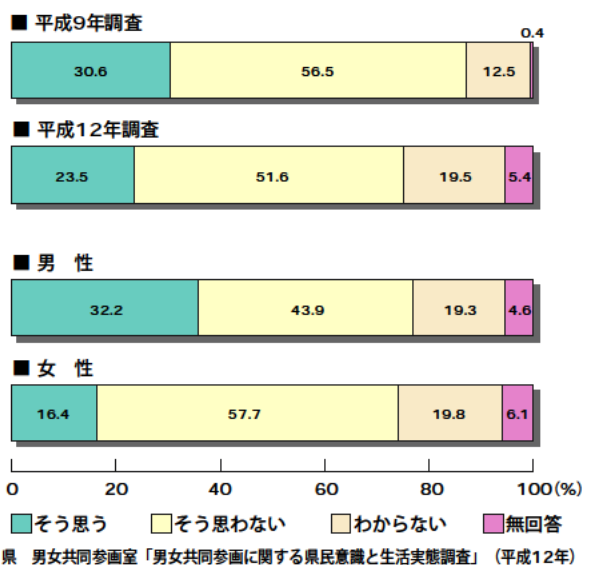 ■ 平成9年調査
0.4
30.6 56.5 12.5
■ 平成12年調査
23.5 51.6 19.5 5.4
■ 男 性
32.2 43.9 19.3 4.6
■ 女 性
16.4 57.7 19.8 6.1
0 20 40 60 80 100(%)
そう思う そう思わない わからない 無回答
県 男女共同参画室「男女共同参画に関する県民意識と生活実態調査」(平成12年)